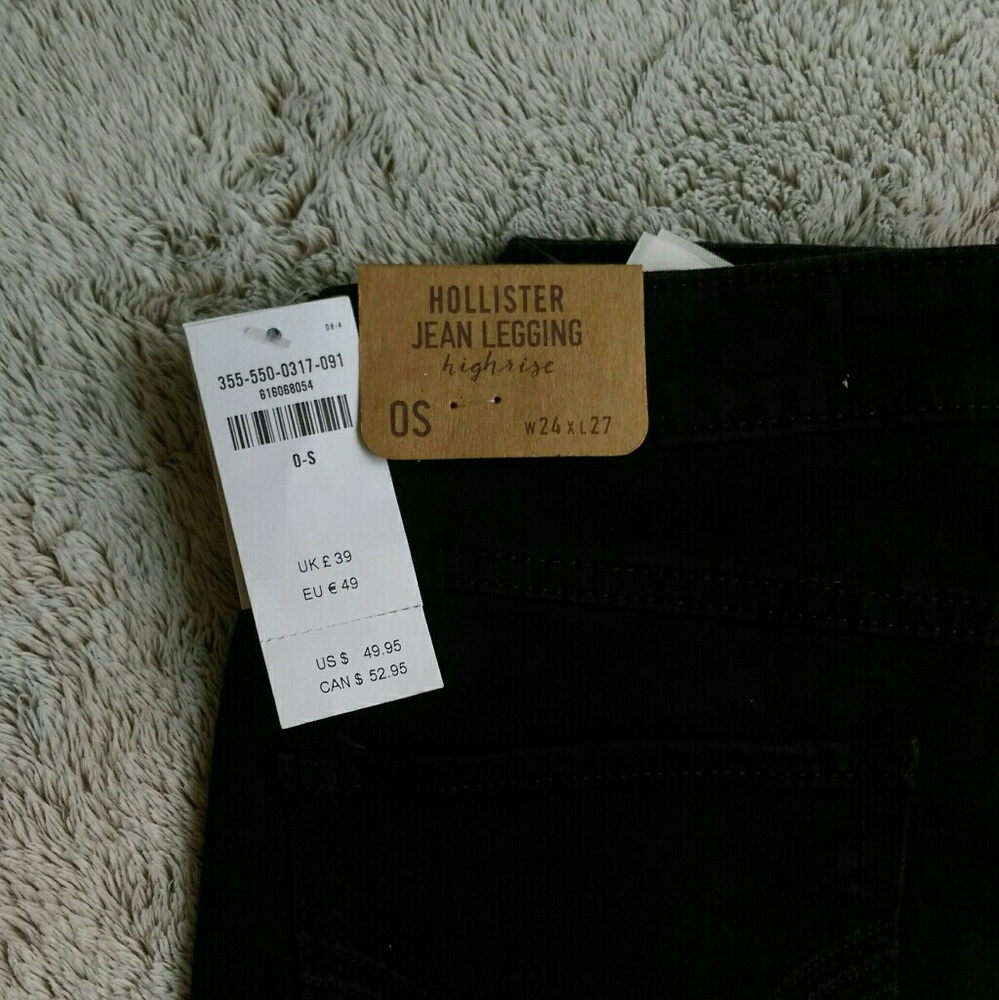 HOLLISTER
JEAN LEGGING
highrise
OS
W24 X L27
355-550-0317-091
616068054
0-S
UK £ 39
EU € 49
US $ 49.95
CAN $ 52.95